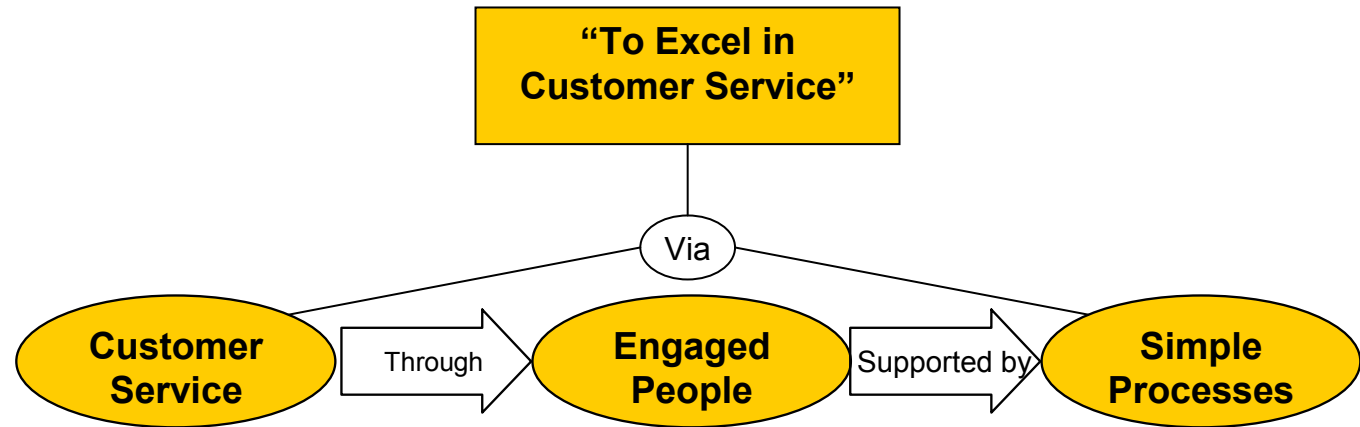 “To Excel in
Customer Service”
Via
Customer
Service
Through
Engaged
People
Supported by
Simple
Processes